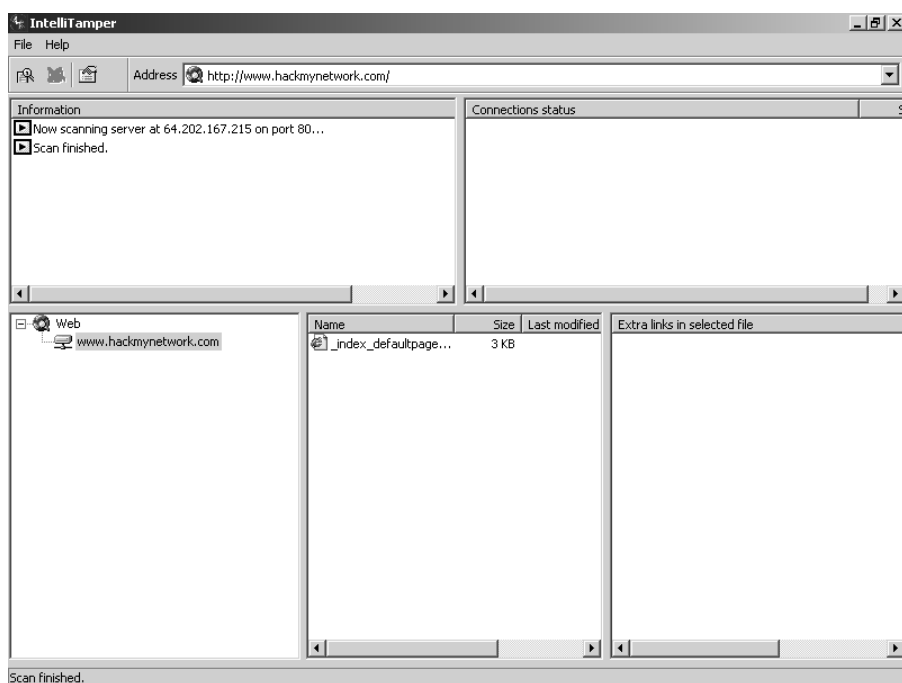 IntelliTamper
File Help
Address http://www.hackmynetwork.com/
Information
Now scanning server at 64.202.167.215 on port 80...
Scan finished.
Connections status
Web
www.hackmynetwork.com
Name Size Last modified
_index_defaultpage... 3 KB
Extra links in selected file
Scan finished.